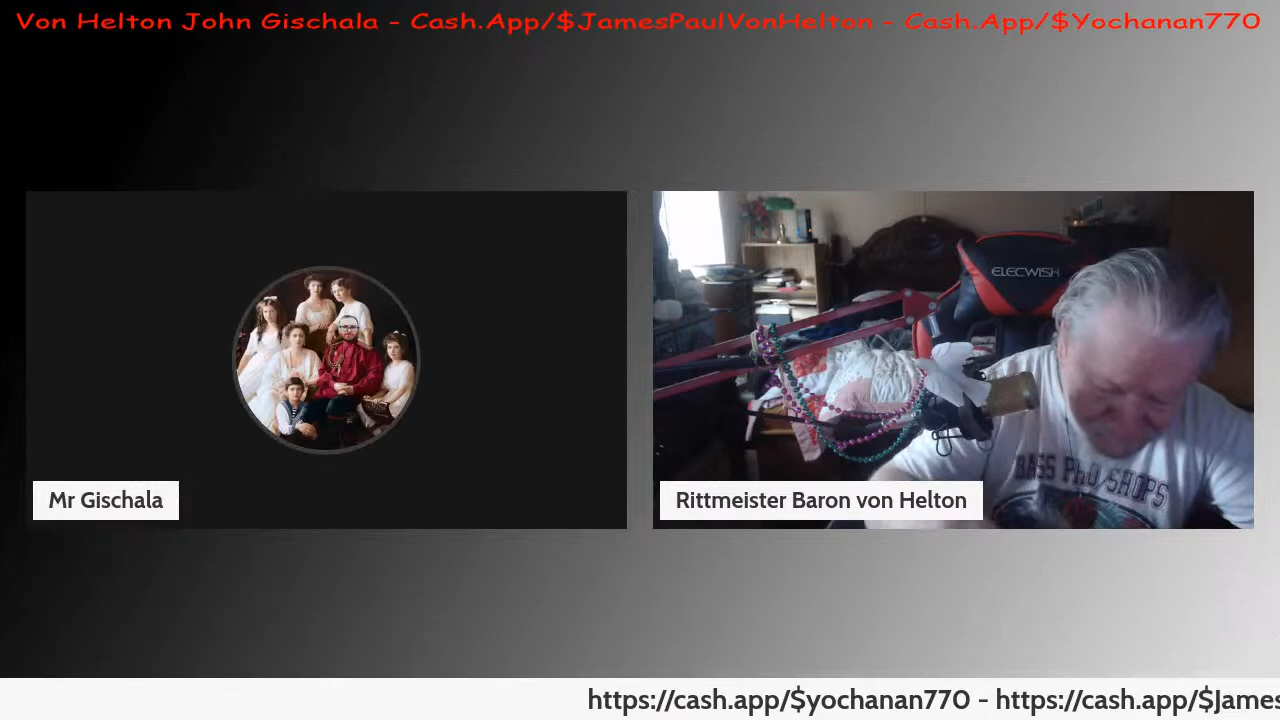 Von Helton John Gischala - Cash.App/$JamesPaulVonHelton - Cash.App/$Yochanan770
ELECWISH
BASS PRO SHOPS
Mr Gischala
Rittmeister Baron von Helton
https://cash.app/$yochanan770 - https://cash.app/$James